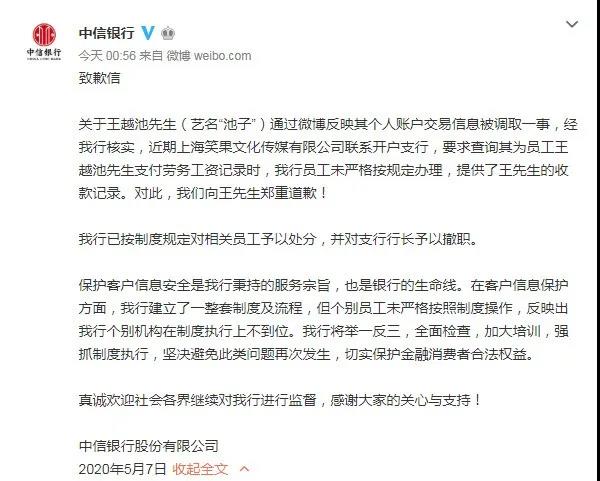 中信银行
中信银行
CHINA CITIC BANK
今天 00:56 来自 微博 weibo.com
致歉信
关于王越池先生（艺名“池子”）通过微博反映其个人账户交易信息被调取一事，经
我行核实，近期上海笑果文化传媒有限公司联系开户支行，要求查询其为员工王
越池先生支付劳务工资记录时，我行员工未严格按规定办理，提供了王先生的收
款记录。对此，我们向王先生郑重道歉！
我行已按制度规定对相关员工予以处分，并对支行行长予以撤职。
保护客户信息安全是我行秉持的服务宗旨，也是银行的生命线。在客户信息保护
方面，我行建立了一整套制度及流程，但个别员工未严格按照制度操作，反映出
我行个别机构在制度执行上不到位。我行将举一反三，全面检查，加大培训，强
抓制度执行，坚决避免此类问题再次发生，切实保护金融消费者合法权益。
真诚欢迎社会各界继续对我行进行监督，感谢大家的关心与支持！
中信银行股份有限公司
2020年5月7日 收起全文